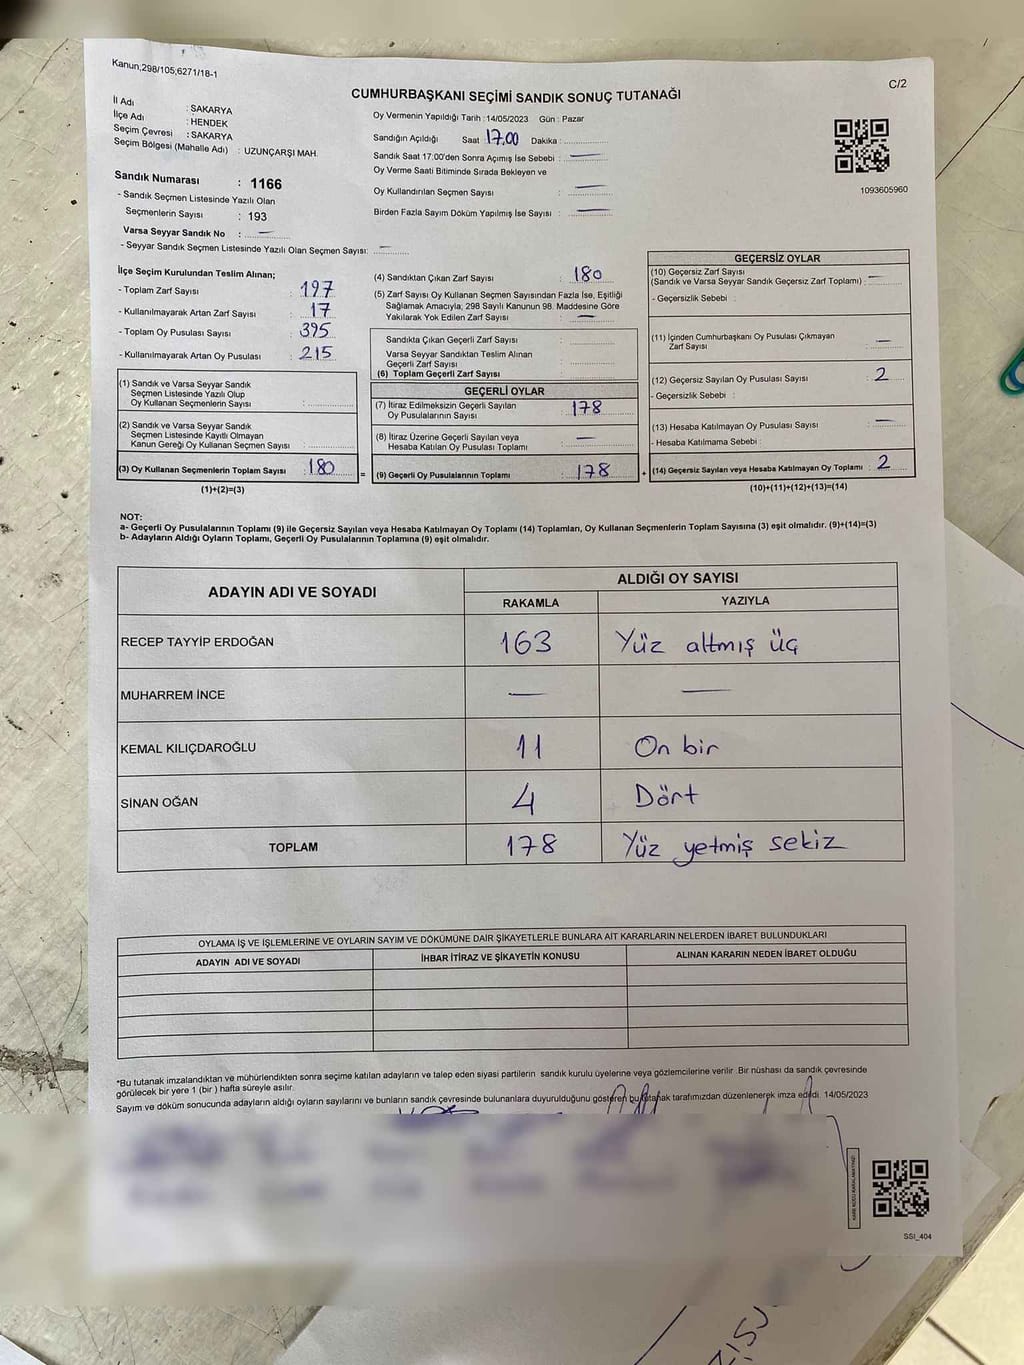 Kanun;298/105;6271/18-1
C/2
CUMHURBAŞKANI SEÇİMİ SANDIK SONUÇ TUTANAĞI
İl Adı : SAKARYA
İlçe Adı : HENDEK
Seçim Çevresi : SAKARYA
Seçim Bölgesi (Mahalle Adı) : UZUNÇARŞI MAH.
Oy Vermenin Yapıldığı Tarih : 14/05/2023 Gün : Pazar
Sandığın Açıldığı Saat 17.00 Dakika :
Sandık Saat 17:00'den Sonra Açımış İse Sebebi : —
Oy Verme Saati Bitiminde Sırada Bekleyen ve
Oy Kullandırılan Seçmen Sayısı : —
Birden Fazla Sayım Döküm Yapılmış İse Sayısı : —
1093605960
Sandık Numarası : 1166
- Sandık Seçmen Listesinde Yazılı Olan
Seçmenlerin Sayısı : 193
Varsa Seyyar Sandık No : —
- Seyyar Sandık Seçmen Listesinde Yazılı Olan Seçmen Sayısı: —
İlçe Seçim Kurulundan Teslim Alınan;
- Toplam Zarf Sayısı : 197
- Kullanılmayarak Artan Zarf Sayısı : 17
- Toplam Oy Pusulası Sayısı : 395
- Kullanılmayarak Artan Oy Pusulası : 215
(1) Sandık ve Varsa Seyyar Sandık
Seçmen Listesinde Yazılı Olup
Oy Kullanan Seçmenlerin Sayısı :
(2) Sandık ve Varsa Seyyar Sandık
Seçmen Listesinde Kayıtlı Olmayan
Kanun Gereği Oy Kullanan Seçmen Sayısı :
(3) Oy Kullanan Seçmenlerin Toplam Sayısı : 180
(1)+(2)=(3)
(4) Sandıktan Çıkan Zarf Sayısı : 180
(5) Zarf Sayısı Oy Kullanan Seçmen Sayısından Fazla İse, Eşitliği
Sağlamak Amacıyla; 298 Sayılı Kanunun 98. Maddesine Göre
Yakılarak Yok Edilen Zarf Sayısı : —
Sandıkta Çıkan Geçerli Zarf Sayısı :
Varsa Seyyar Sandıktan Teslim Alınan
Geçerli Zarf Sayısı :
(6) Toplam Geçerli Zarf Sayısı :
GEÇERLİ OYLAR
(7) İtiraz Edilmeksizin Geçerli Sayılan
Oy Pusulalarının Sayısı : 178
(8) İtiraz Üzerine Geçerli Sayılan veya
Hesaba Katılan Oy Pusulası Toplamı : —
= (9) Geçerli Oy Pusulalarının Toplamı : 178 +
GEÇERSİZ OYLAR
(10) Geçersiz Zarf Sayısı
(Sandık ve Varsa Seyyar Sandık Geçersiz Zarf Toplamı) : —
- Geçersizlik Sebebi :
(11) İçinden Cumhurbaşkanı Oy Pusulası Çıkmayan
Zarf Sayısı : —
(12) Geçersiz Sayılan Oy Pusulası Sayısı : 2
- Geçersizlik Sebebi :
(13) Hesaba Katılmayan Oy Pusulası Sayısı : —
- Hesaba Katılmama Sebebi :
(14) Geçersiz Sayılan veya Hesaba Katılmayan Oy Toplamı : 2
(10)+(11)+(12)+(13)=(14)
NOT:
a- Geçerli Oy Pusulalarının Toplamı (9) ile Geçersiz Sayılan veya Hesaba Katılmayan Oy Toplamı (14) Toplamları, Oy Kullanan Seçmenlerin Toplam Sayısına (3) eşit olmalıdır. (9)+(14)=(3)
b- Adayların Aldığı Oyların Toplamı, Geçerli Oy Pusulalarının Toplamına (9) eşit olmalıdır.
ADAYIN ADI VE SOYADI ALDIĞI OY SAYISI
RAKAMLA YAZIYLA
RECEP TAYYİP ERDOĞAN 163 Yüz altmış üç
MUHARREM İNCE — —
KEMAL KILIÇDAROĞLU 11 On bir
SİNAN OĞAN 4 Dört
TOPLAM 178 Yüz yetmiş sekiz
OYLAMA İŞ VE İŞLEMLERİNE VE OYLARIN SAYIM VE DÖKÜMÜNE DAİR ŞİKAYETLERLE BUNLARA AİT KARARLARIN NELERDEN İBARET BULUNDUKLARI
ADAYIN ADI VE SOYADI İHBAR İTİRAZ VE ŞİKAYETİN KONUSU ALINAN KARARIN NEDEN İBARET OLDUĞU
*Bu tutanak imzalandıktan ve mühürlendikten sonra seçime katılan adayların ve talep eden siyasi partilerin sandık kurulu üyelerine veya gözlemcilerine verilir .Bir nüshası da sandık çevresinde
görülecek bir yere 1 (bir ) hafta süreyle asılır.
Sayım ve döküm sonucunda adayların aldığı oyların sayılarını ve bunların sandık çevresinde bulunanlara duyurulduğunu gösteren bu tutanak tarafımızdan düzenlenerek imza edildi. 14/05/2023
SSI_404